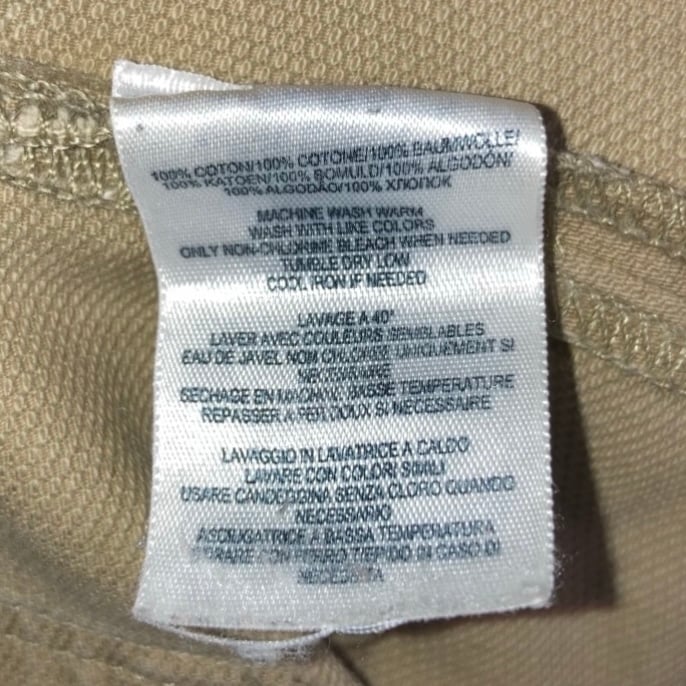 100% COTON/100% COTONE/100% BAUMWOLLE/
100% KATOEN/100% BOMULD/100% ALGODÓN/
100% ALGODÃO/100% ХЛОПОК
MACHINE WASH WARM
WASH WITH LIKE COLORS
ONLY NON-CHLORINE BLEACH WHEN NEEDED
TUMBLE DRY LOW
COOL IRON IF NEEDED
LAVAGE A 40°
LAVER AVEC COULEURS SEMBLABLES
EAU DE JAVEL NON CHLOREE UNIQUEMENT SI
NECESSAIRE
SECHAGE EN MACHINE BASSE TEMPERATURE
REPASSER A FER DOUX SI NECESSAIRE
LAVAGGIO IN LAVATRICE A CALDO
LAVARE CON COLORI SIMILI
USARE CANDEGGINA SENZA CLORO QUANDO
NECESSARIO
ASCIUGATRICE A BASSA TEMPERATURA
CON FERRO TIEPIDO IN CASO DI
NECESSITA